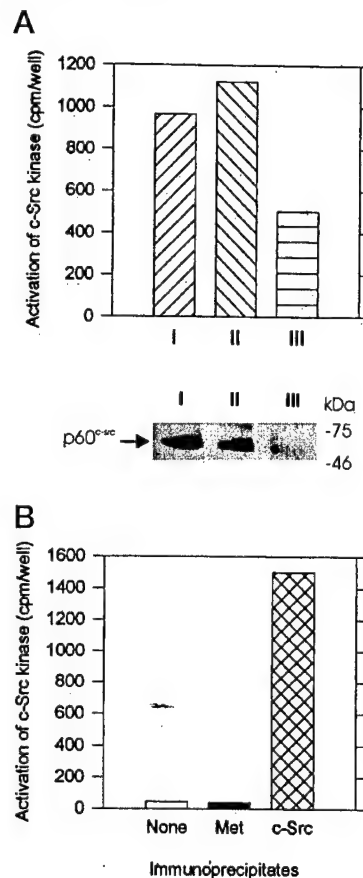 A
Activation of c-Src kinase (cpm/well)
1200
1000
800
600
400
200
0
I II III
I II III kDa
p60c-src
-75
-46
B
Activation of c-Src kinase (cpm/well)
1600
1400
1200
1000
800
600
400
200
0
None Met c-Src
Immunoprecipitates